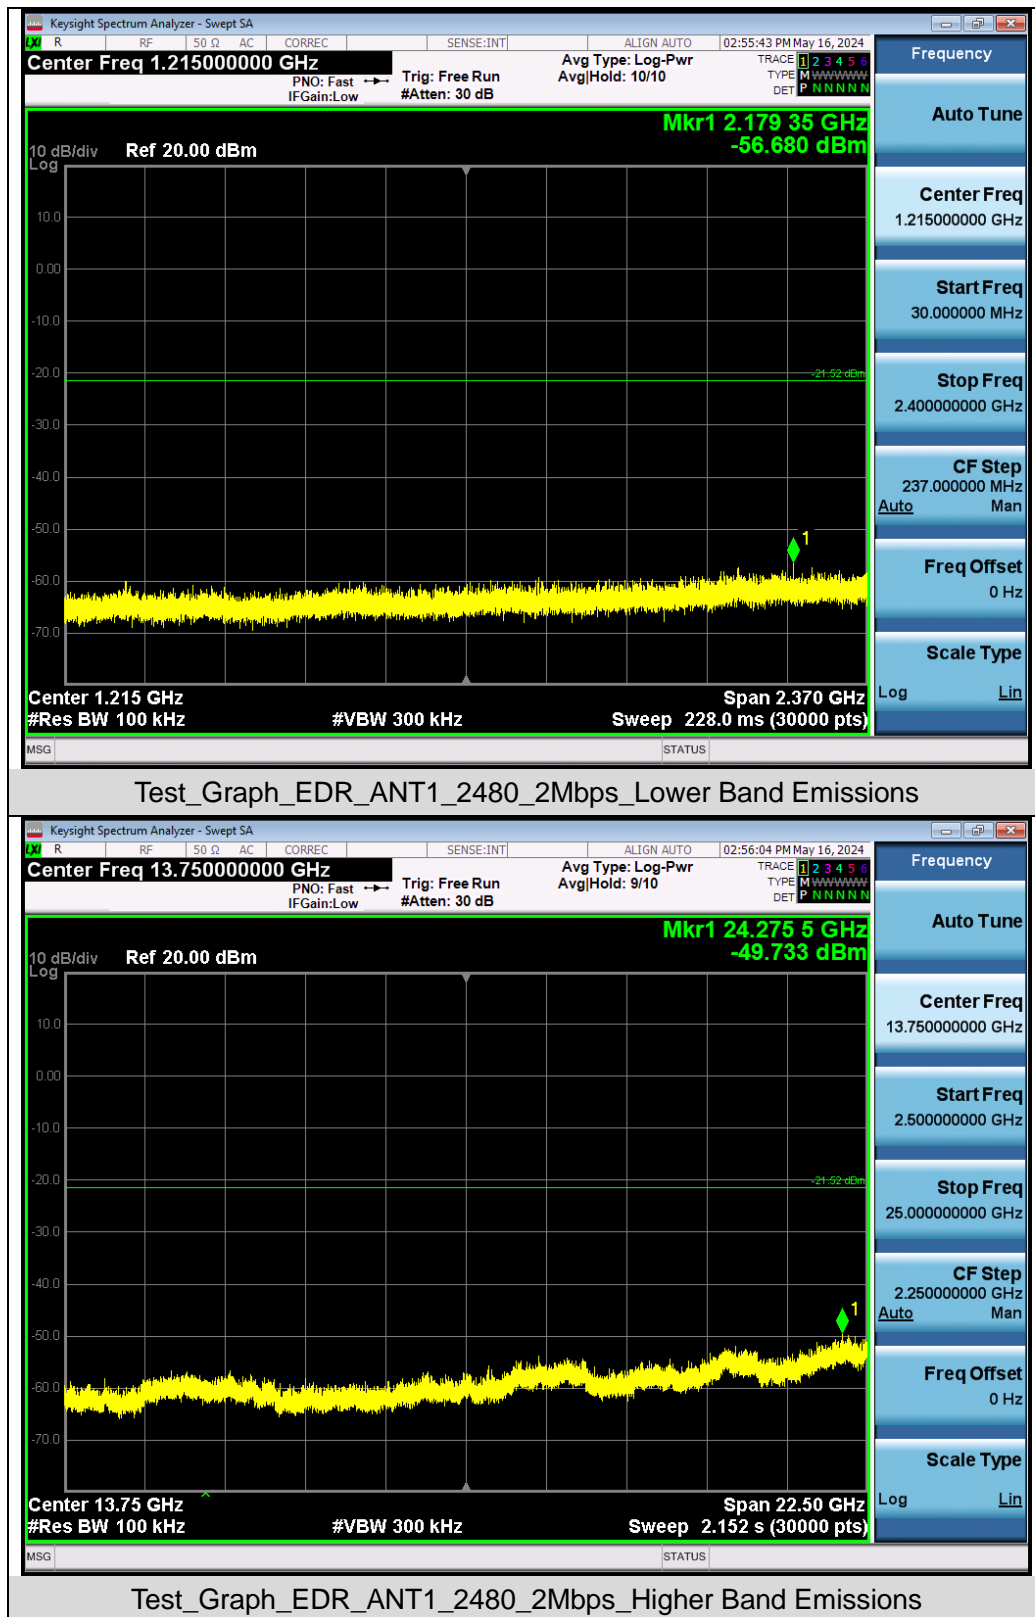 Keysight Spectrum Analyzer - Swept SA
LXI R RF 50 Ω AC CORREC SENSE:INT ALIGN AUTO 02:55:43 PM May 16, 2024
Center Freq 1.215000000 GHz
PNO: Fast
IFGain:Low
Trig: Free Run
#Atten: 30 dB
Avg Type: Log-Pwr
Avg|Hold: 10/10
TRACE 1 2 3 4 5 6
TYPE M WWWWW
DET P N N N N N
Mkr1 2.179 35 GHz
-56.680 dBm
10 dB/div Ref 20.00 dBm
Log
10.0
0.00
-10.0
-20.0
-21.52 dBm
-30.0
-40.0
-50.0
1
-60.0
-70.0
Center 1.215 GHz Span 2.370 GHz
#Res BW 100 kHz #VBW 300 kHz Sweep 228.0 ms (30000 pts)
MSG STATUS
Frequency
Auto Tune
Center Freq
1.215000000 GHz
Start Freq
30.000000 MHz
Stop Freq
2.400000000 GHz
CF Step
237.000000 MHz
Auto Man
Freq Offset
0 Hz
Scale Type
Log Lin
Test_Graph_EDR_ANT1_2480_2Mbps_Lower Band Emissions
Keysight Spectrum Analyzer - Swept SA
LXI R RF 50 Ω AC CORREC SENSE:INT ALIGN AUTO 02:56:04 PM May 16, 2024
Center Freq 13.750000000 GHz
PNO: Fast
IFGain:Low
Trig: Free Run
#Atten: 30 dB
Avg Type: Log-Pwr
Avg|Hold: 9/10
TRACE 1 2 3 4 5 6
TYPE M WWWWW
DET P N N N N N
Mkr1 24.275 5 GHz
-49.733 dBm
10 dB/div Ref 20.00 dBm
Log
10.0
0.00
-10.0
-20.0
-21.52 dBm
-30.0
-40.0
1
-50.0
-60.0
-70.0
Center 13.75 GHz Span 22.50 GHz
#Res BW 100 kHz #VBW 300 kHz Sweep 2.152 s (30000 pts)
MSG STATUS
Frequency
Auto Tune
Center Freq
13.750000000 GHz
Start Freq
2.500000000 GHz
Stop Freq
25.000000000 GHz
CF Step
2.250000000 GHz
Auto Man
Freq Offset
0 Hz
Scale Type
Log Lin
Test_Graph_EDR_ANT1_2480_2Mbps_Higher Band Emissions